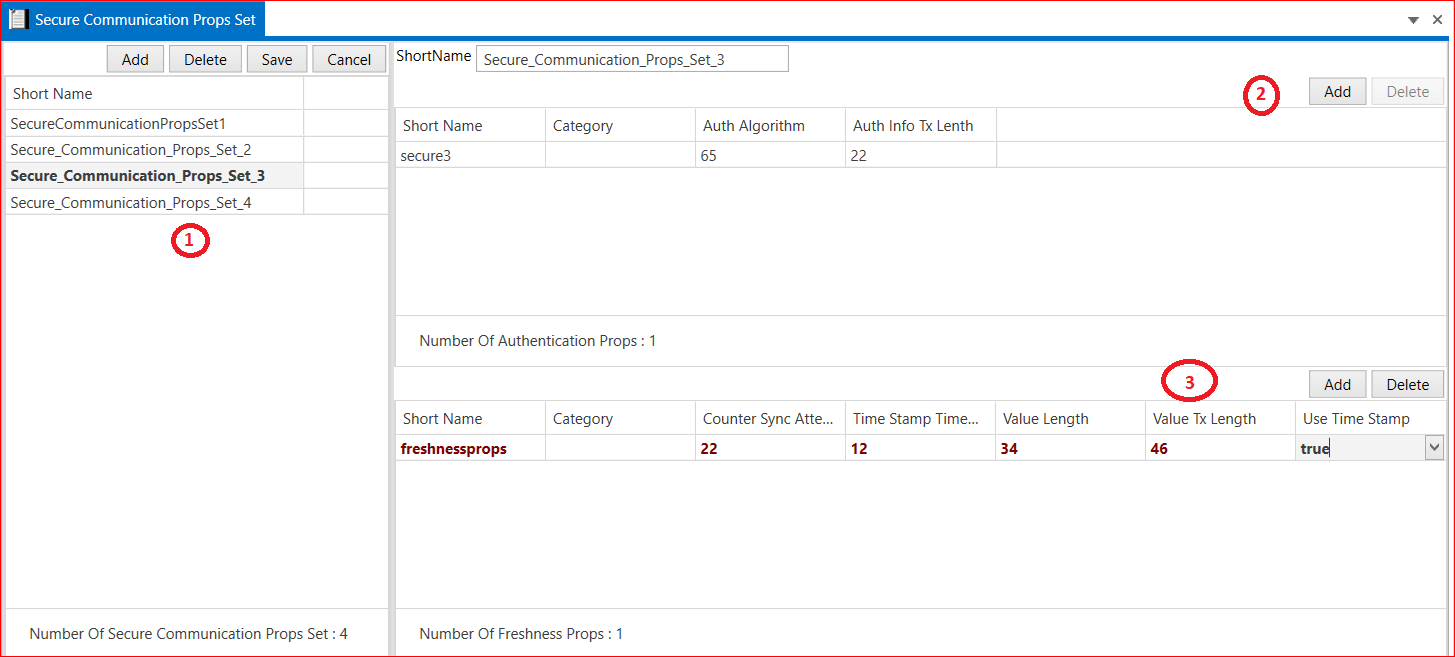 Secure Communication Props Set
Add Delete Save Cancel
Short Name
SecureCommunicationPropsSet1
Secure_Communication_Props_Set_2
Secure_Communication_Props_Set_3
Secure_Communication_Props_Set_4
1
Number Of Secure Communication Props Set : 4
ShortName Secure_Communication_Props_Set_3
2 Add Delete
Short Name Category Auth Algorithm Auth Info Tx Lenth
secure3 65 22
Number Of Authentication Props : 1
3 Add Delete
Short Name Category Counter Sync Atte... Time Stamp Time... Value Length Value Tx Length Use Time Stamp
freshnessprops 22 12 34 46 true
Number Of Freshness Props : 1